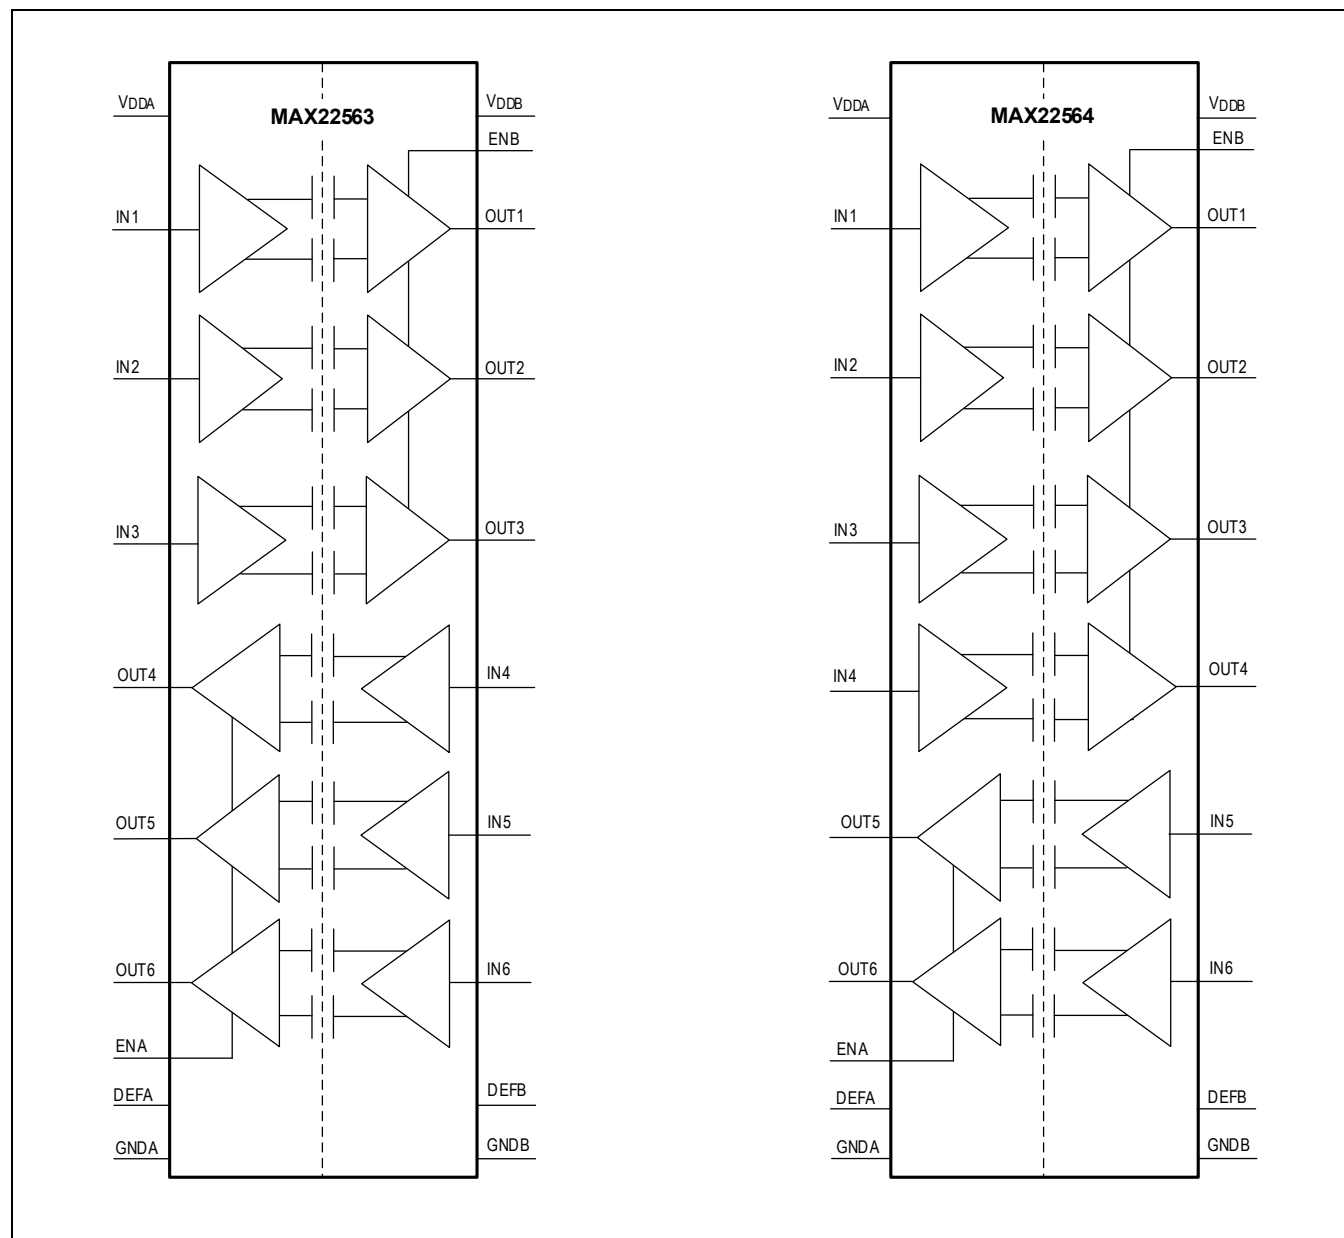 VDDA
MAX22563
VDDB
ENB
IN1
OUT1
IN2
OUT2
IN3
OUT3
OUT4
IN4
OUT5
IN5
OUT6
IN6
ENA
DEFA
DEFB
GNDA
GNDB
VDDA
MAX22564
VDDB
ENB
IN1
OUT1
IN2
OUT2
IN3
OUT3
IN4
OUT4
OUT5
IN5
OUT6
IN6
ENA
DEFA
DEFB
GNDA
GNDB